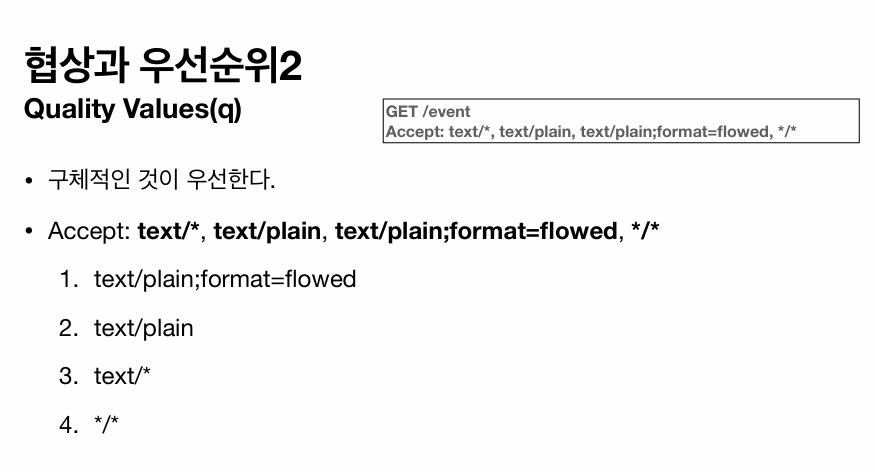 협상과 우선순위2
Quality Values(q)
GET /event
Accept: text/*, text/plain, text/plain;format=flowed, */*
• 구체적인 것이 우선한다.
• Accept: text/*, text/plain, text/plain;format=flowed, */*
1. text/plain;format=flowed
2. text/plain
3. text/*
4. */*